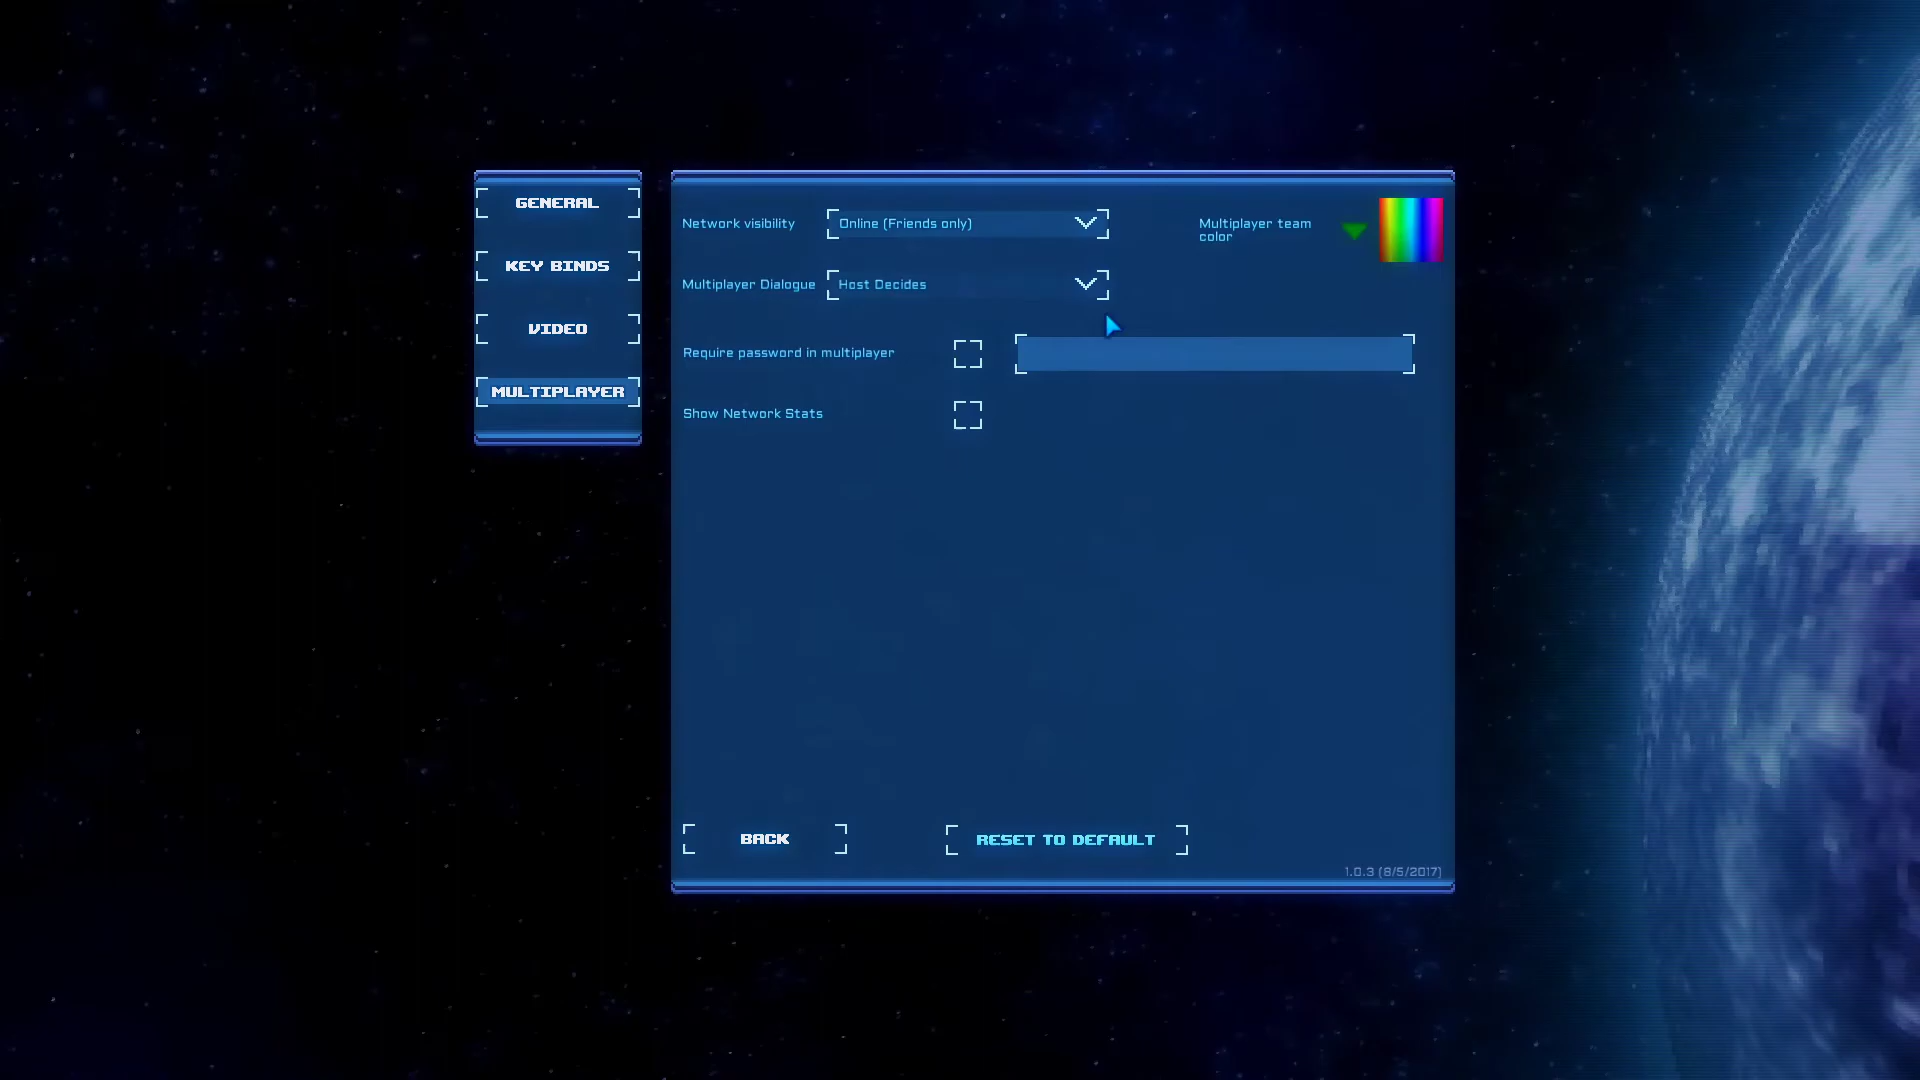 GENERAL
KEY BINDS
VIDEO
MULTIPLAYER
Network visibility
Online (Friends only)
Multiplayer team
color
Multiplayer Dialogue
Host Decides
Require password in multiplayer
Show Network Stats
BACK
RESET TO DEFAULT
1.0.3 (8/5/2017)